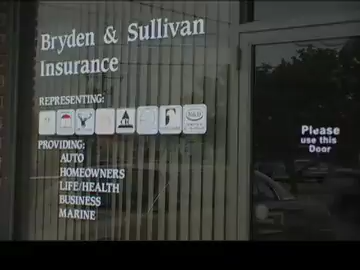 Bryden & Sullivan
Insurance
REPRESENTING:
PROVIDING:
AUTO
HOMEOWNERS
LIFE/HEALTH
BUSINESS
MARINE
Please
use this
Door